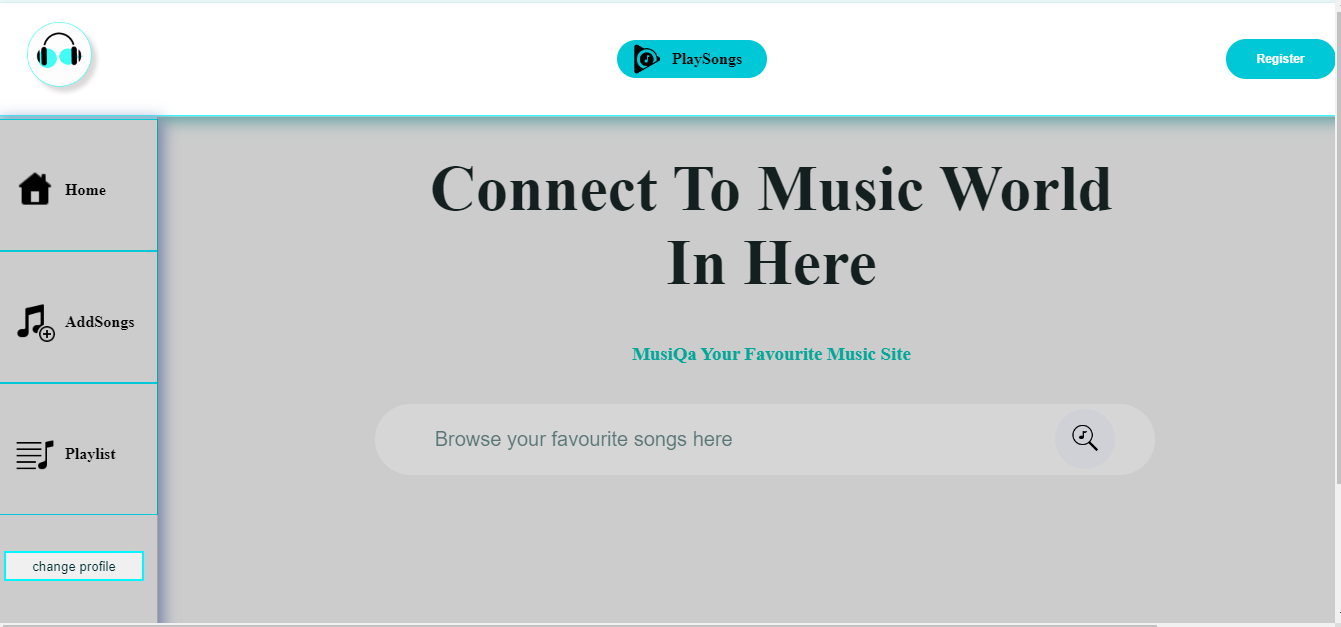 PlaySongs
Register
Home
AddSongs
Playlist
change profile
Connect To Music World
In Here
MusiQa Your Favourite Music Site
Browse your favourite songs here